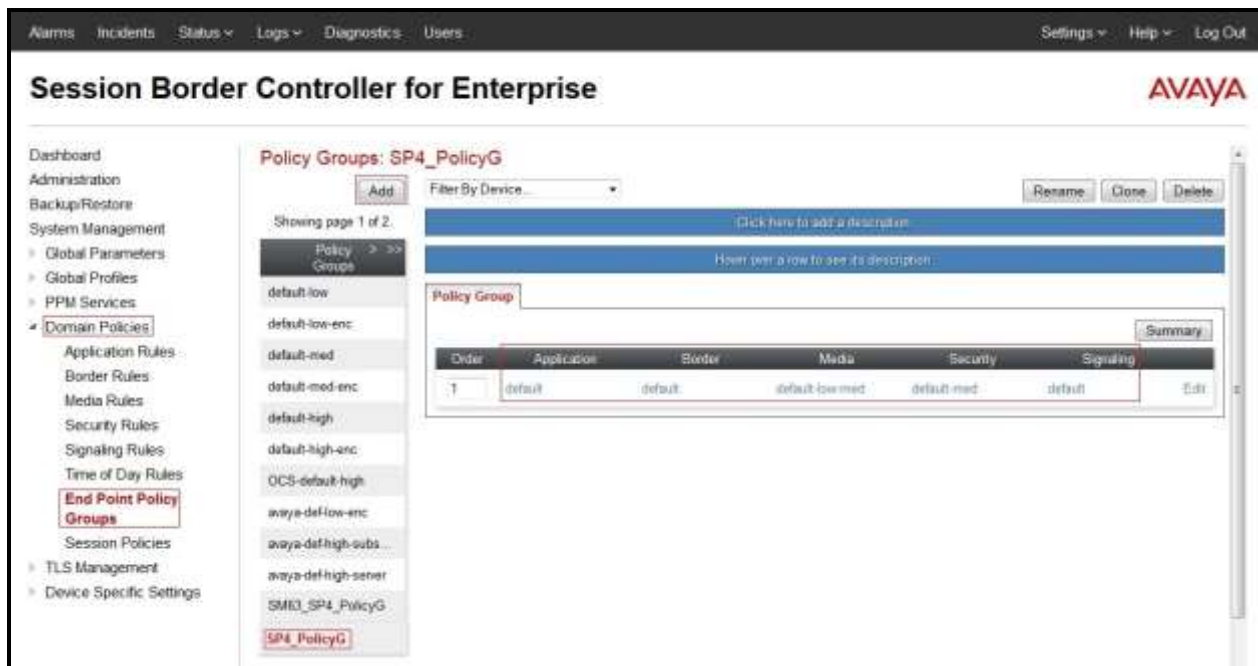 Alarms Incidents Status Logs Diagnostics Users Settings Help Log Out
Session Border Controller for Enterprise
AVAYA
Dashboard
Administration
Backup/Restore
System Management
Global Parameters
Global Profiles
PPM Services
Domain Policies
Application Rules
Border Rules
Media Rules
Security Rules
Signaling Rules
Time of Day Rules
End Point Policy
Groups
Session Policies
TLS Management
Device Specific Settings
Policy Groups: SP4_PolicyG
Add
Filter By Device...
Rename Clone Delete
Showing page 1 of 2.
Policy > >>
Groups
default-low
default-low-enc
default-med
default-med-enc
default-high
default-high-enc
OCS-default-high
avaya-def-low-enc
avaya-def-high-subs...
avaya-def-high-server
SM63_SP4_PolicyG
SP4_PolicyG
Click here to add a description.
Hover over a row to see its description.
Policy Group
Summary
Order Application Border Media Security Signaling
1 default default default-low-med default-med default Edit